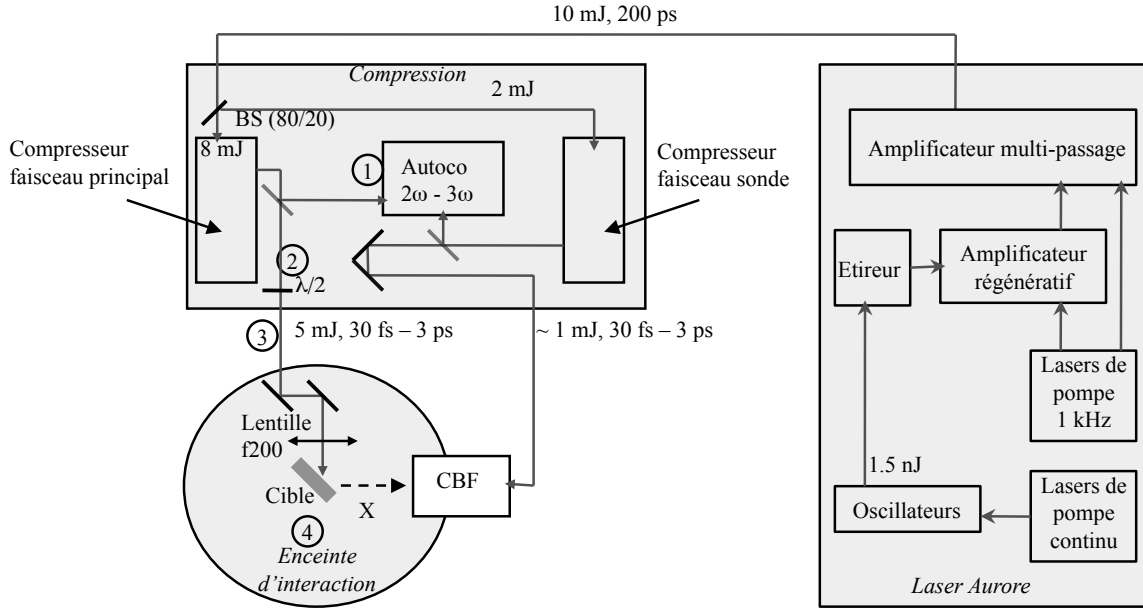 10 mJ, 200 ps
Compression
2 mJ
BS (80/20)
8 mJ
Compresseur
faisceau principal
1
Autoco
2ω - 3ω
Compresseur
faisceau sonde
2
λ/2
3
5 mJ, 30 fs – 3 ps
~ 1 mJ, 30 fs – 3 ps
Lentille
f200
Cible
X
CBF
4
Enceinte
d’interaction
Amplificateur multi-passage
Etireur
Amplificateur
régénératif
Lasers de
pompe
1 kHz
1.5 nJ
Oscillateurs
Lasers de
pompe
continu
Laser Aurore